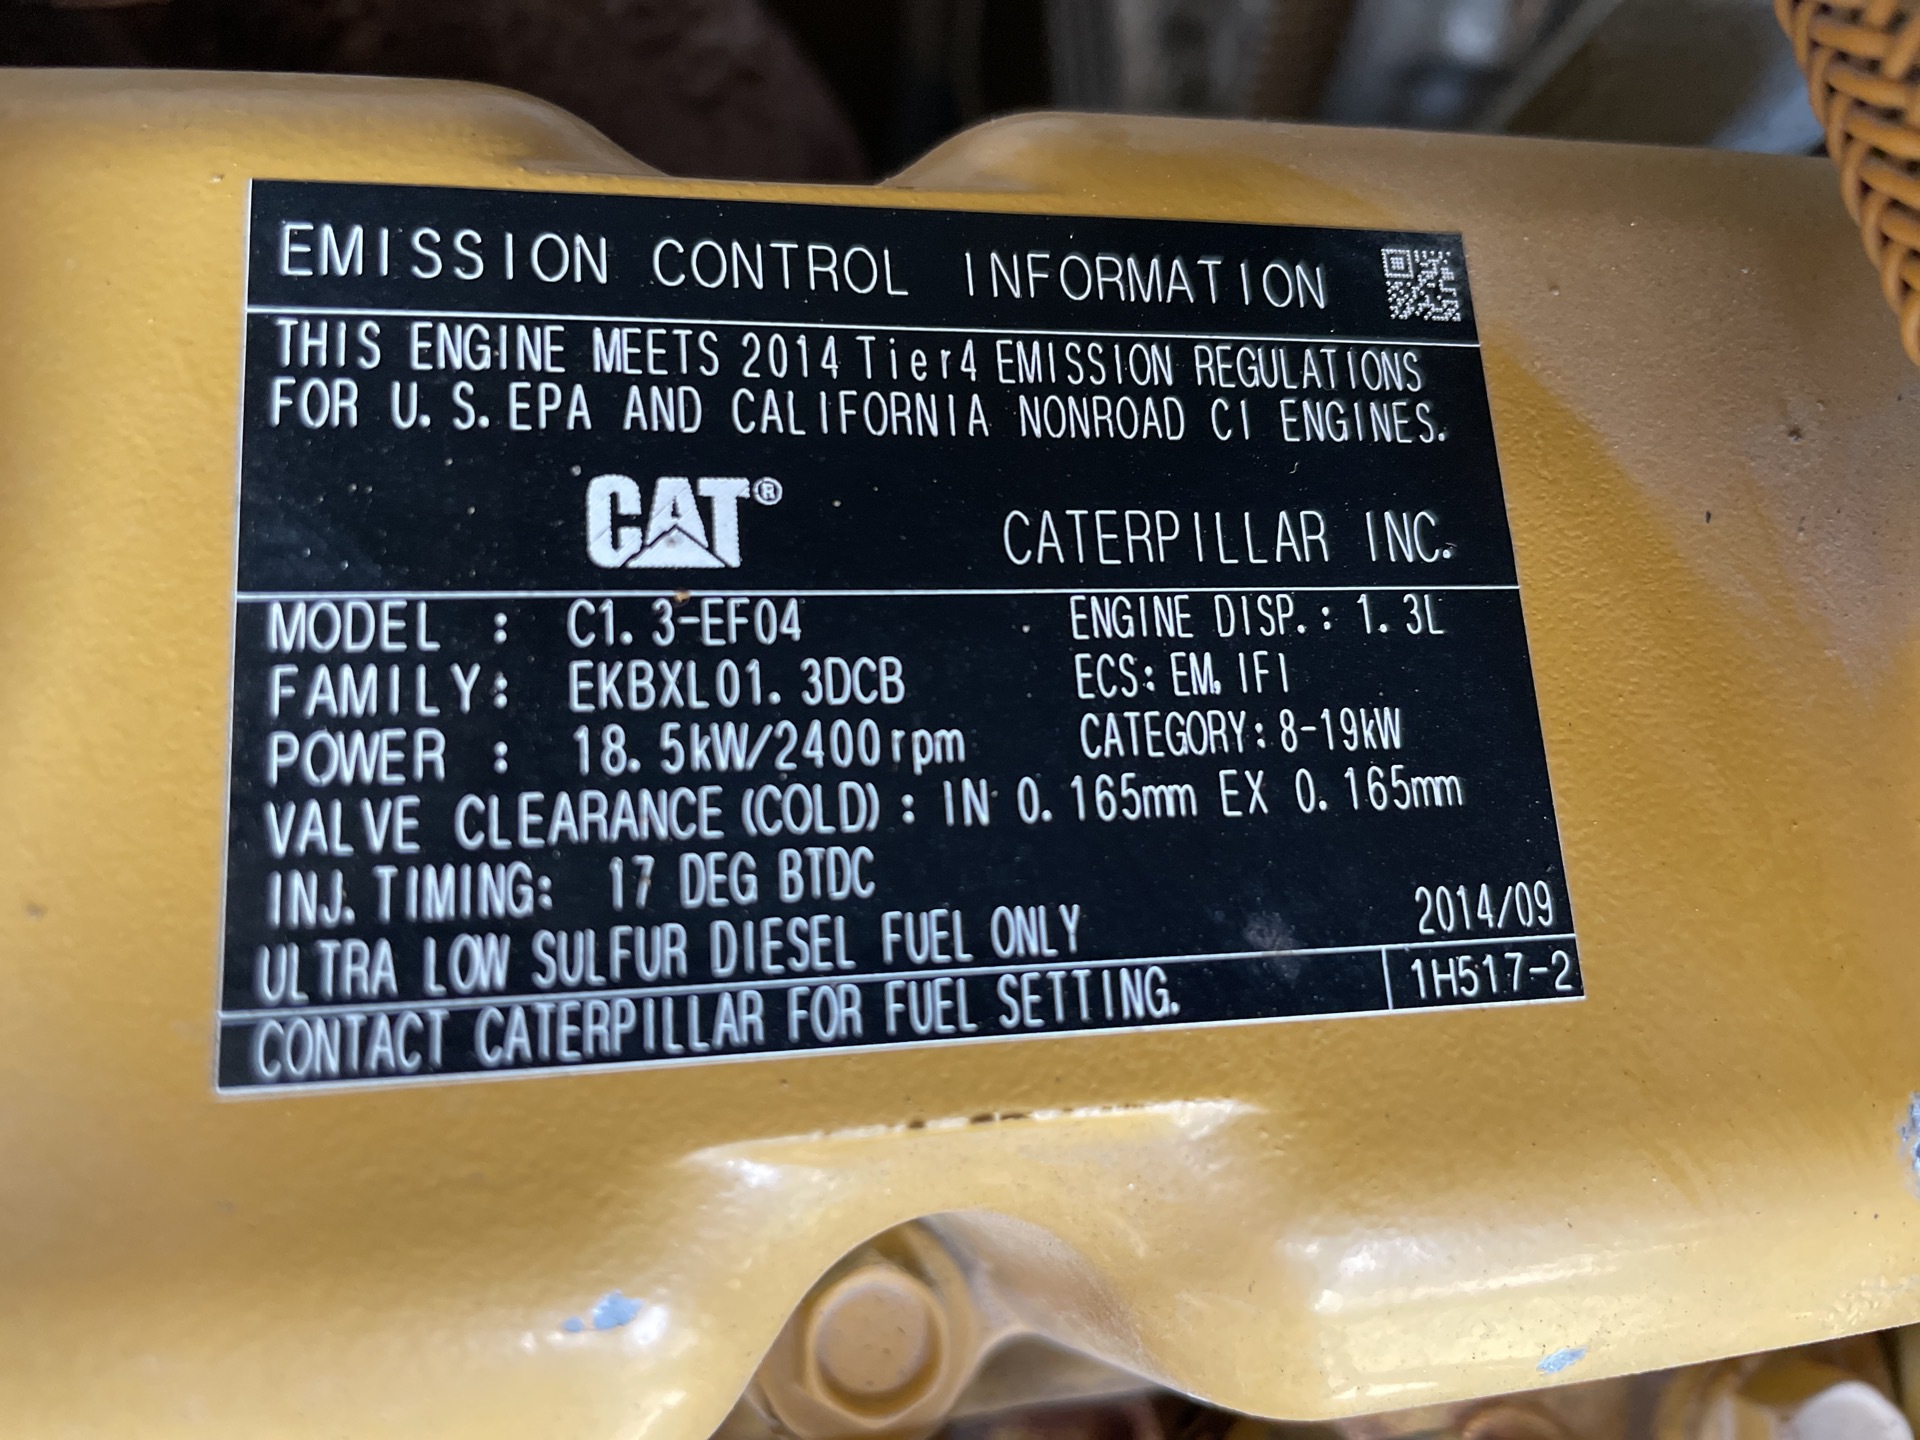 EMISSION CONTROL INFORMATION
THIS ENGINE MEETS 2014 Tier4 EMISSION REGULATIONS
FOR U.S.EPA AND CALIFORNIA NONROAD CI ENGINES.
CAT® CATERPILLAR INC.
MODEL : C1.3-EF04 ENGINE DISP.: 1.3L
FAMILY: EKBXL01.3DCB ECS: EM, IFI
POWER : 18.5kW/2400rpm CATEGORY: 8-19kW
VALVE CLEARANCE (COLD) : IN 0.165mm EX 0.165mm
INJ. TIMING: 17 DEG BTDC
ULTRA LOW SULFUR DIESEL FUEL ONLY 2014/09
CONTACT CATERPILLAR FOR FUEL SETTING. 1H517-2